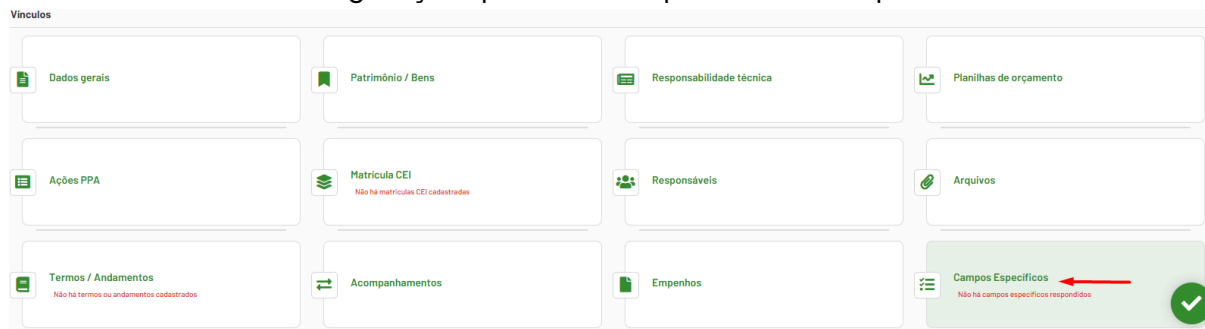 Vínculos
Dados gerais
Patrimônio / Bens
Responsabilidade técnica
Planilhas de orçamento
Ações PPA
Matrícula CEI
Não há matrículas CEI cadastradas
Responsáveis
Arquivos
Termos / Andamentos
Não há termos ou andamentos cadastrados
Acompanhamentos
Empenhos
Campos Específicos
Não há campos específicos respondidos